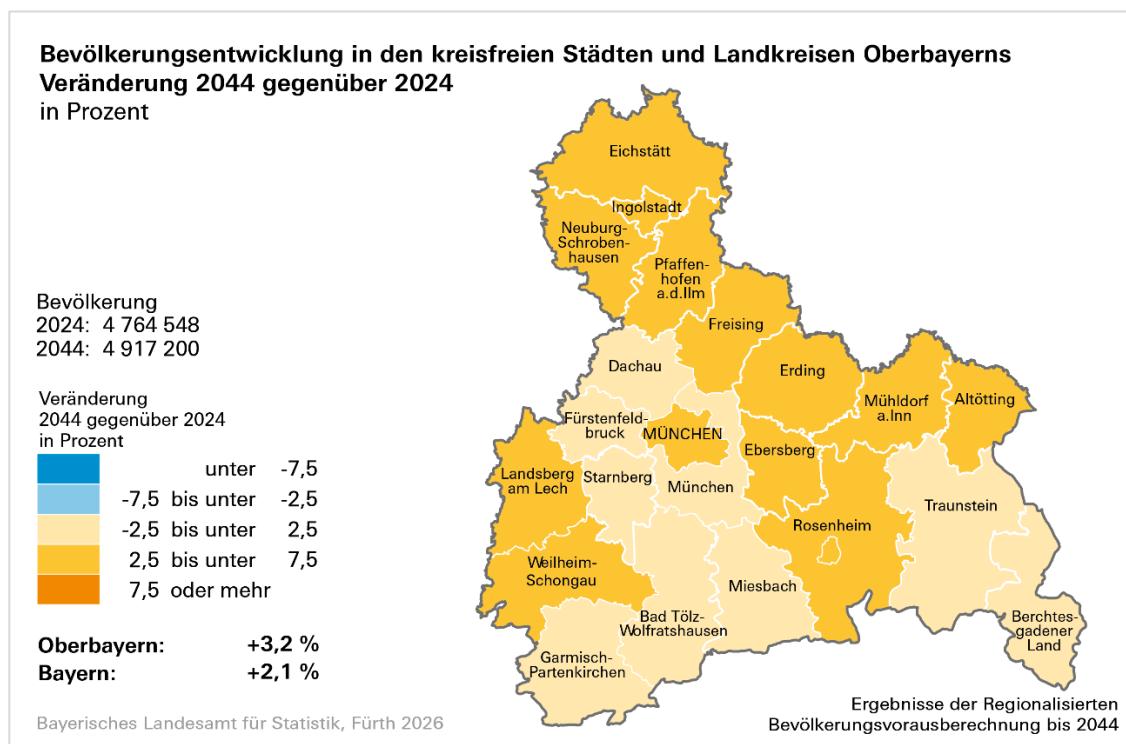 Bevölkerungsentwicklung in den kreisfreien Städten und Landkreisen Oberbayerns
Veränderung 2044 gegenüber 2024
in Prozent
Eichstätt
Ingolstadt
Neuburg-
Schroben-
hausen
Pfaffen-
hofen
a.d.Ilm
Bevölkerung
2024: 4 764 548
2044: 4 917 200
Freising
Dachau
Erding
Mühldorf
a.Inn
Altötting
Veränderung
2044 gegenüber 2024
in Prozent
Fürstenfeld-
bruck
MÜNCHEN
Ebersberg
Landsberg
am Lech
Starnberg
München
Traunstein
Rosenheim
unter -7,5
-7,5 bis unter -2,5
-2,5 bis unter 2,5
2,5 bis unter 7,5
7,5 oder mehr
Weilheim-
Schongau
Miesbach
Bad Tölz-
Wolfratshausen
Berchtes-
gadener
Land
Garmisch-
Partenkirchen
Oberbayern: +3,2 %
Bayern: +2,1 %
Bayerisches Landesamt für Statistik, Fürth 2026
Ergebnisse der Regionalisierten
Bevölkerungsvorausberechnung bis 2044